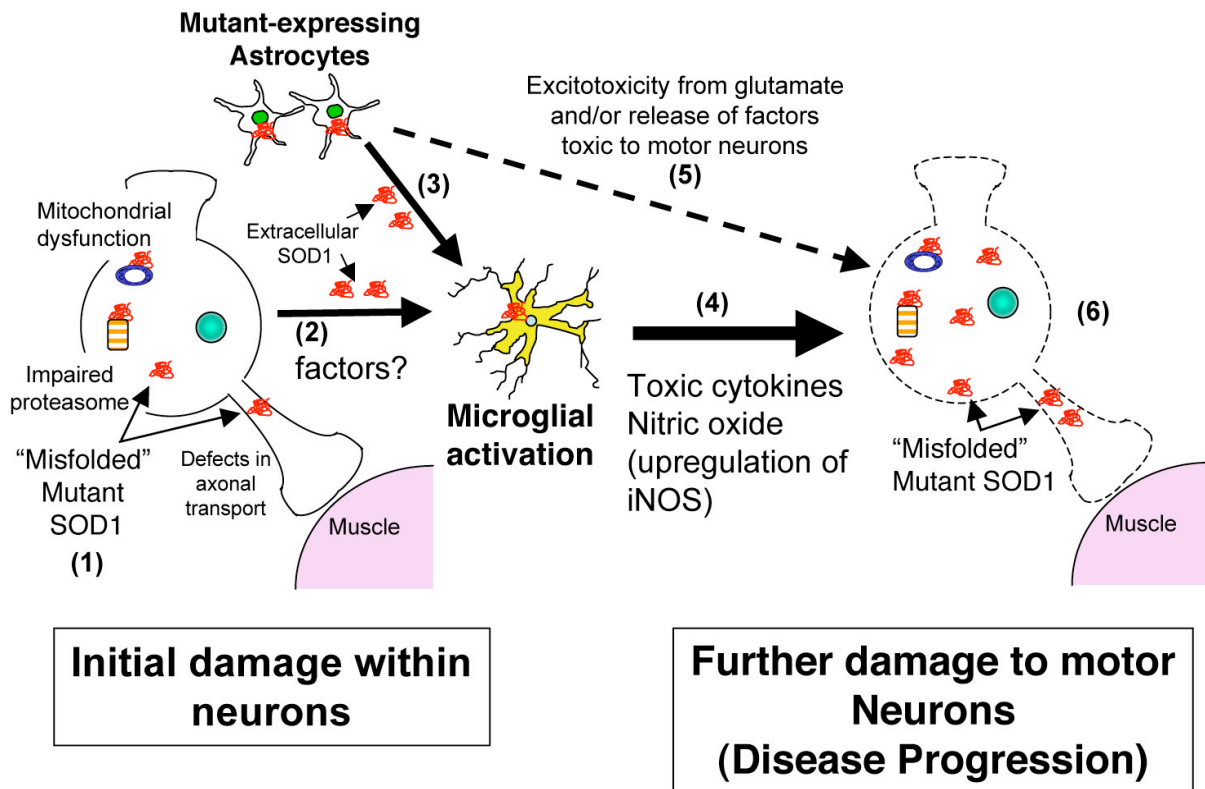 Mutant-expressing
Astrocytes
Excitotoxicity from glutamate
and/or release of factors
toxic to motor neurons
(5)
(3)
Mitochondrial
dysfunction
Extracellular
SOD1
(2)
factors?
(4)
(6)
Impaired
proteasome
Microglial
activation
Toxic cytokines
Nitric oxide
(upregulation of
iNOS)
"Misfolded"
Mutant
SOD1
(1)
Defects in
axonal
transport
Muscle
"Misfolded"
Mutant SOD1
Muscle
Initial damage within
neurons
Further damage to motor
Neurons
(Disease Progression)